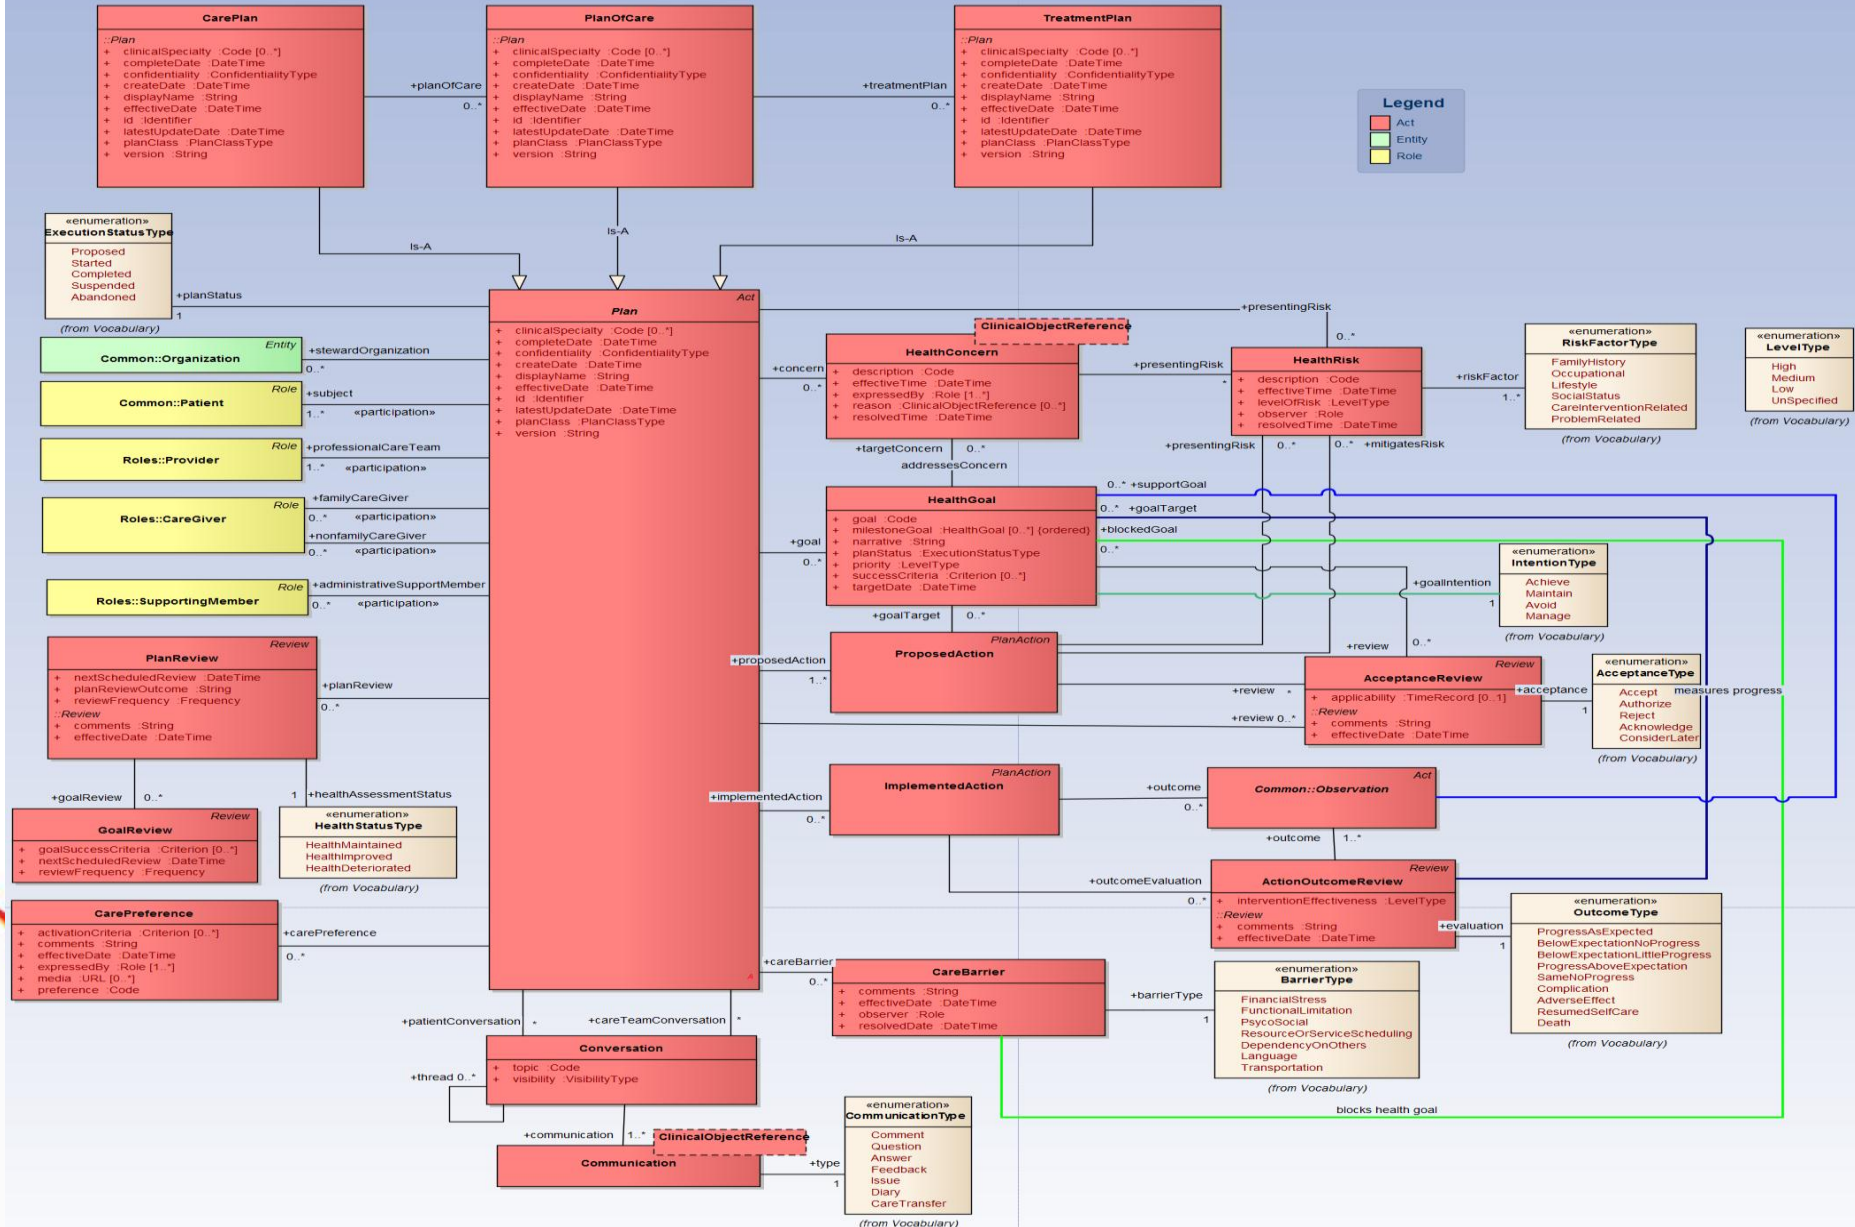 CarePlan
::Plan
+ clinicalSpecialty :Code [0..*]
+ completeDate :DateTime
+ confidentiality :ConfidentialityType
+ createDate :DateTime
+ displayName :String
+ effectiveDate :DateTime
+ id :Identifier
+ latestUpdateDate :DateTime
+ planClass :PlanClassType
+ version :String
+planOfCare
0..*
PlanOfCare
::Plan
+ clinicalSpecialty :Code [0..*]
+ completeDate :DateTime
+ confidentiality :ConfidentialityType
+ createDate :DateTime
+ displayName :String
+ effectiveDate :DateTime
+ id :Identifier
+ latestUpdateDate :DateTime
+ planClass :PlanClassType
+ version :String
+treatmentPlan
0..*
TreatmentPlan
::Plan
+ clinicalSpecialty :Code [0..*]
+ completeDate :DateTime
+ confidentiality :ConfidentialityType
+ createDate :DateTime
+ displayName :String
+ effectiveDate :DateTime
+ id :Identifier
+ latestUpdateDate :DateTime
+ planClass :PlanClassType
+ version :String
Legend
Act
Entity
Role
Is-A
Is-A
Is-A
«enumeration»
ExecutionStatusType
Proposed
Started
Completed
Suspended
Abandoned
(from Vocabulary)
+planStatus
1
Entity
Common::Organization
+stewardOrganization
0..*
Role
Common::Patient
+subject
1..* «participation»
Role
Roles::Provider
+professionalCareTeam
1..* «participation»
Role
Roles::CareGiver
+familyCareGiver
0..* «participation»
+nonfamilyCareGiver
0..* «participation»
Role
Roles::SupportingMember
+administrativeSupportMember
0..* «participation»
Review
PlanReview
+ nextScheduledReview :DateTime
+ planReviewOutcome :String
+ reviewFrequency :Frequency
::Review
+ comments :String
+ effectiveDate :DateTime
+planReview
0..*
+goalReview 0..*
1 +healthAssessmentStatus
Review
GoalReview
+ goalSuccessCriteria :Criterion [0..*]
+ nextScheduledReview :DateTime
+ reviewFrequency :Frequency
«enumeration»
HealthStatusType
HealthMaintained
HealthImproved
HealthDeteriorated
(from Vocabulary)
CarePreference
+ activationCriteria :Criterion [0..*]
+ comments :String
+ effectiveDate :DateTime
+ expressedBy :Role [1..*]
+ media :URL [0..*]
+ preference :Code
+carePreference
0..*
Act
Plan
+ clinicalSpecialty :Code [0..*]
+ completeDate :DateTime
+ confidentiality :ConfidentialityType
+ createDate :DateTime
+ displayName :String
+ effectiveDate :DateTime
+ id :Identifier
+ latestUpdateDate :DateTime
+ planClass :PlanClassType
+ version :String
+presentingRisk
0..*
+concern
0..*
ClinicalObjectReference
HealthConcern
+ description :Code
+ effectiveTime :DateTime
+ expressedBy :Role [1..*]
+ reason :ClinicalObjectReference [0..*]
+ resolvedTime :DateTime
+presentingRisk
*
HealthRisk
+ description :Code
+ effectiveTime :DateTime
+ levelOfRisk :LevelType
+ observer :Role
+ resolvedTime :DateTime
+riskFactor
1..*
«enumeration»
RiskFactorType
FamilyHistory
Occupational
Lifestyle
SocialStatus
CareInterventionRelated
ProblemRelated
(from Vocabulary)
«enumeration»
LevelType
High
Medium
Low
UnSpecified
(from Vocabulary)
+targetConcern 0..*
addressesConcern
+presentingRisk 0..*
0..* +mitigatesRisk
+goal
0..*
HealthGoal
+ goal :Code
+ milestoneGoal :HealthGoal [0..*] {ordered}
+ narrative :String
+ planStatus :ExecutionStatusType
+ priority :LevelType
+ successCriteria :Criterion [0..*]
+ targetDate :DateTime
0..* +supportGoal
0..* +goalTarget
+blockedGoal
0..*
+goalIntention
1
«enumeration»
IntentionType
Achieve
Maintain
Avoid
Manage
(from Vocabulary)
+goalTarget 0..*
+proposedAction
1..*
PlanAction
ProposedAction
+review 0..*
+review *
+review 0..*
Review
AcceptanceReview
+ applicability :TimeRecord [0..1]
::Review
+ comments :String
+ effectiveDate :DateTime
+acceptance
1
«enumeration»
AcceptanceType
Accept
Authorize
Reject
Acknowledge
ConsiderLater
(from Vocabulary)
measures progress
+implementedAction
0..*
PlanAction
ImplementedAction
+outcome
0..*
Act
Common::Observation
+outcome 1..*
+outcomeEvaluation
0..*
Review
ActionOutcomeReview
+ interventionEffectiveness :LevelType
::Review
+ comments :String
+ effectiveDate :DateTime
+evaluation
1
«enumeration»
OutcomeType
ProgressAsExpected
BelowExpectationNoProgress
BelowExpectationLittleProgress
ProgressAboveExpectation
SameNoProgress
Complication
AdverseEffect
ResumedSelfCare
Death
(from Vocabulary)
+careBarrier
0..*
CareBarrier
+ comments :String
+ effectiveDate :DateTime
+ observer :Role
+ resolvedDate :DateTime
+barrierType
1
«enumeration»
BarrierType
FinancialStress
FunctionalLimitation
PsycoSocial
ResourceOrServiceScheduling
DependencyOnOthers
Language
Transportation
(from Vocabulary)
blocks health goal
+patientConversation *
+careTeamConversation *
Conversation
+ topic :Code
+ visibility :VisibilityType
+thread 0..*
+communication 1..*
ClinicalObjectReference
Communication
+type
1
«enumeration»
CommunicationType
Comment
Question
Answer
Feedback
Issue
Diary
CareTransfer
(from Vocabulary)